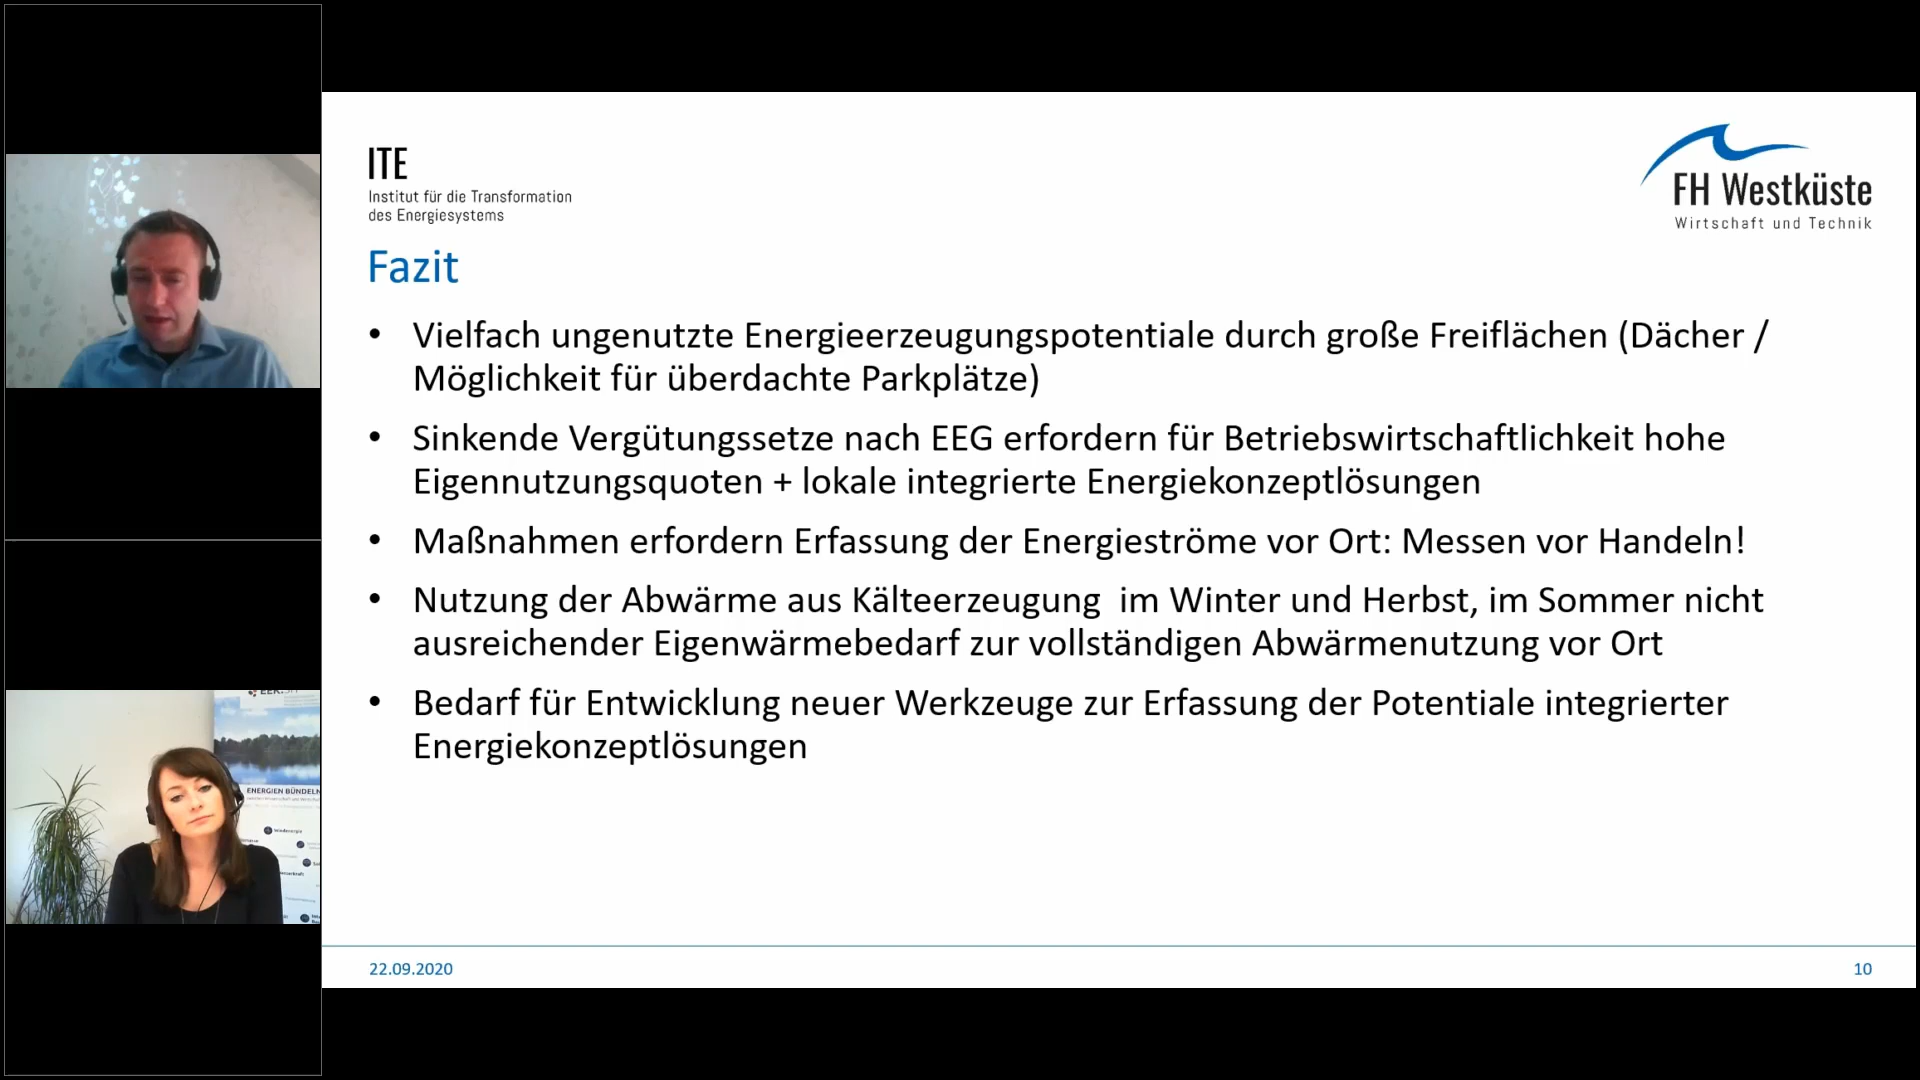 ITE
Institut für die Transformation
des Energiesystems
FH Westküste
Wirtschaft und Technik
Fazit
• Vielfach ungenutzte Energieerzeugungspotentiale durch große Freiflächen (Dächer /
Möglichkeit für überdachte Parkplätze)
• Sinkende Vergütungssetze nach EEG erfordern für Betriebswirtschaftlichkeit hohe
Eigennutzungsquoten + lokale integrierte Energiekonzeptlösungen
• Maßnahmen erfordern Erfassung der Energieströme vor Ort: Messen vor Handeln!
• Nutzung der Abwärme aus Kälteerzeugung  im Winter und Herbst, im Sommer nicht
ausreichender Eigenwärmebedarf zur vollständigen Abwärmenutzung vor Ort
• Bedarf für Entwicklung neuer Werkzeuge zur Erfassung der Potentiale integrierter
Energiekonzeptlösungen
22.09.2020
10
ENERGIEN BÜNDELN
Windenergie